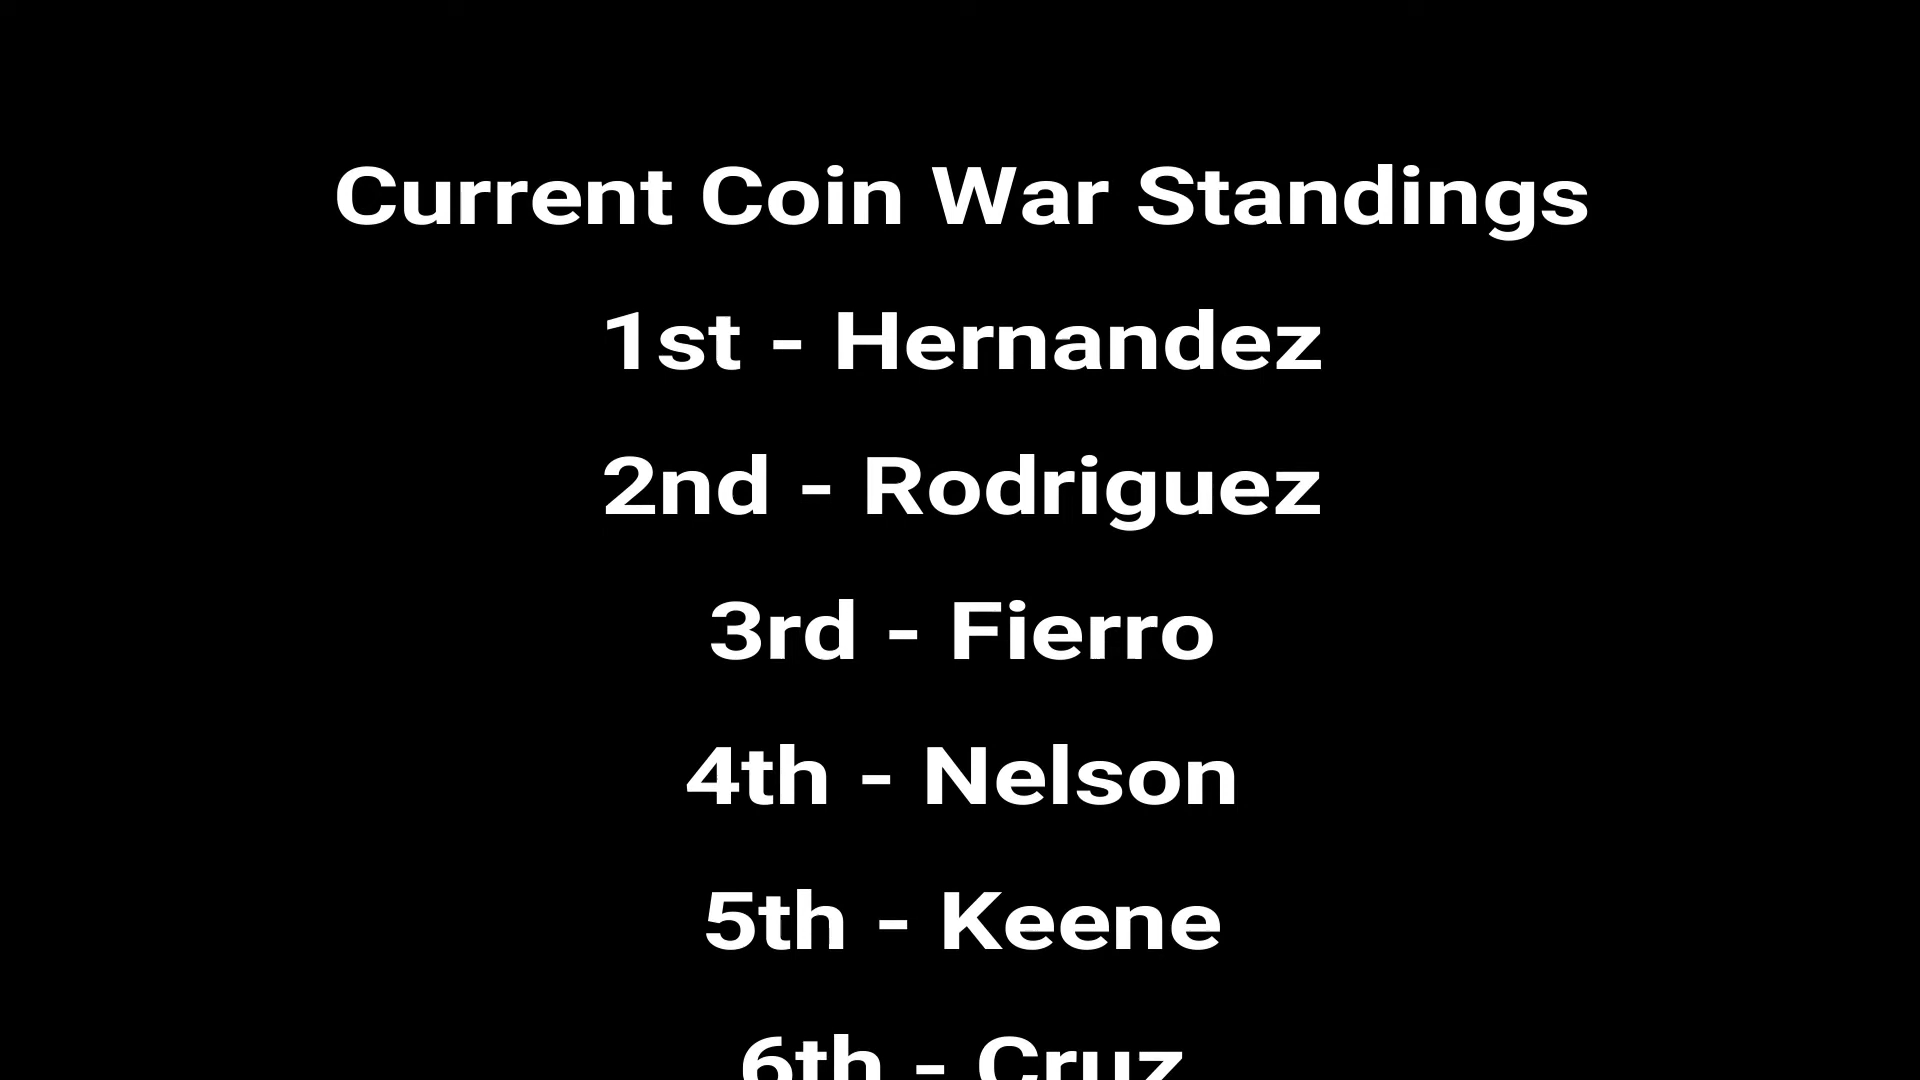 Current Coin War Standings
1st - Hernandez
2nd - Rodriguez
3rd - Fierro
4th - Nelson
5th - Keene
6th - Cruz